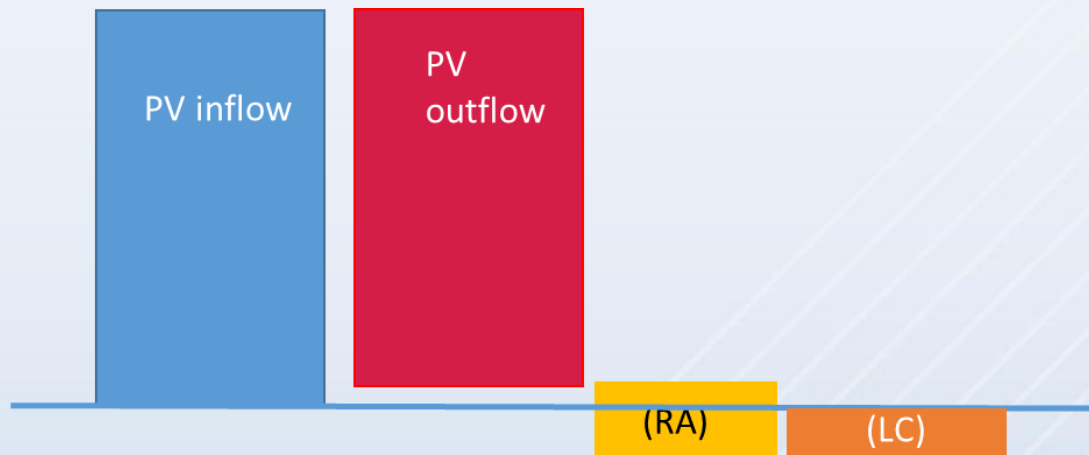 PV inflow
PV
outflow
(RA)
(LC)